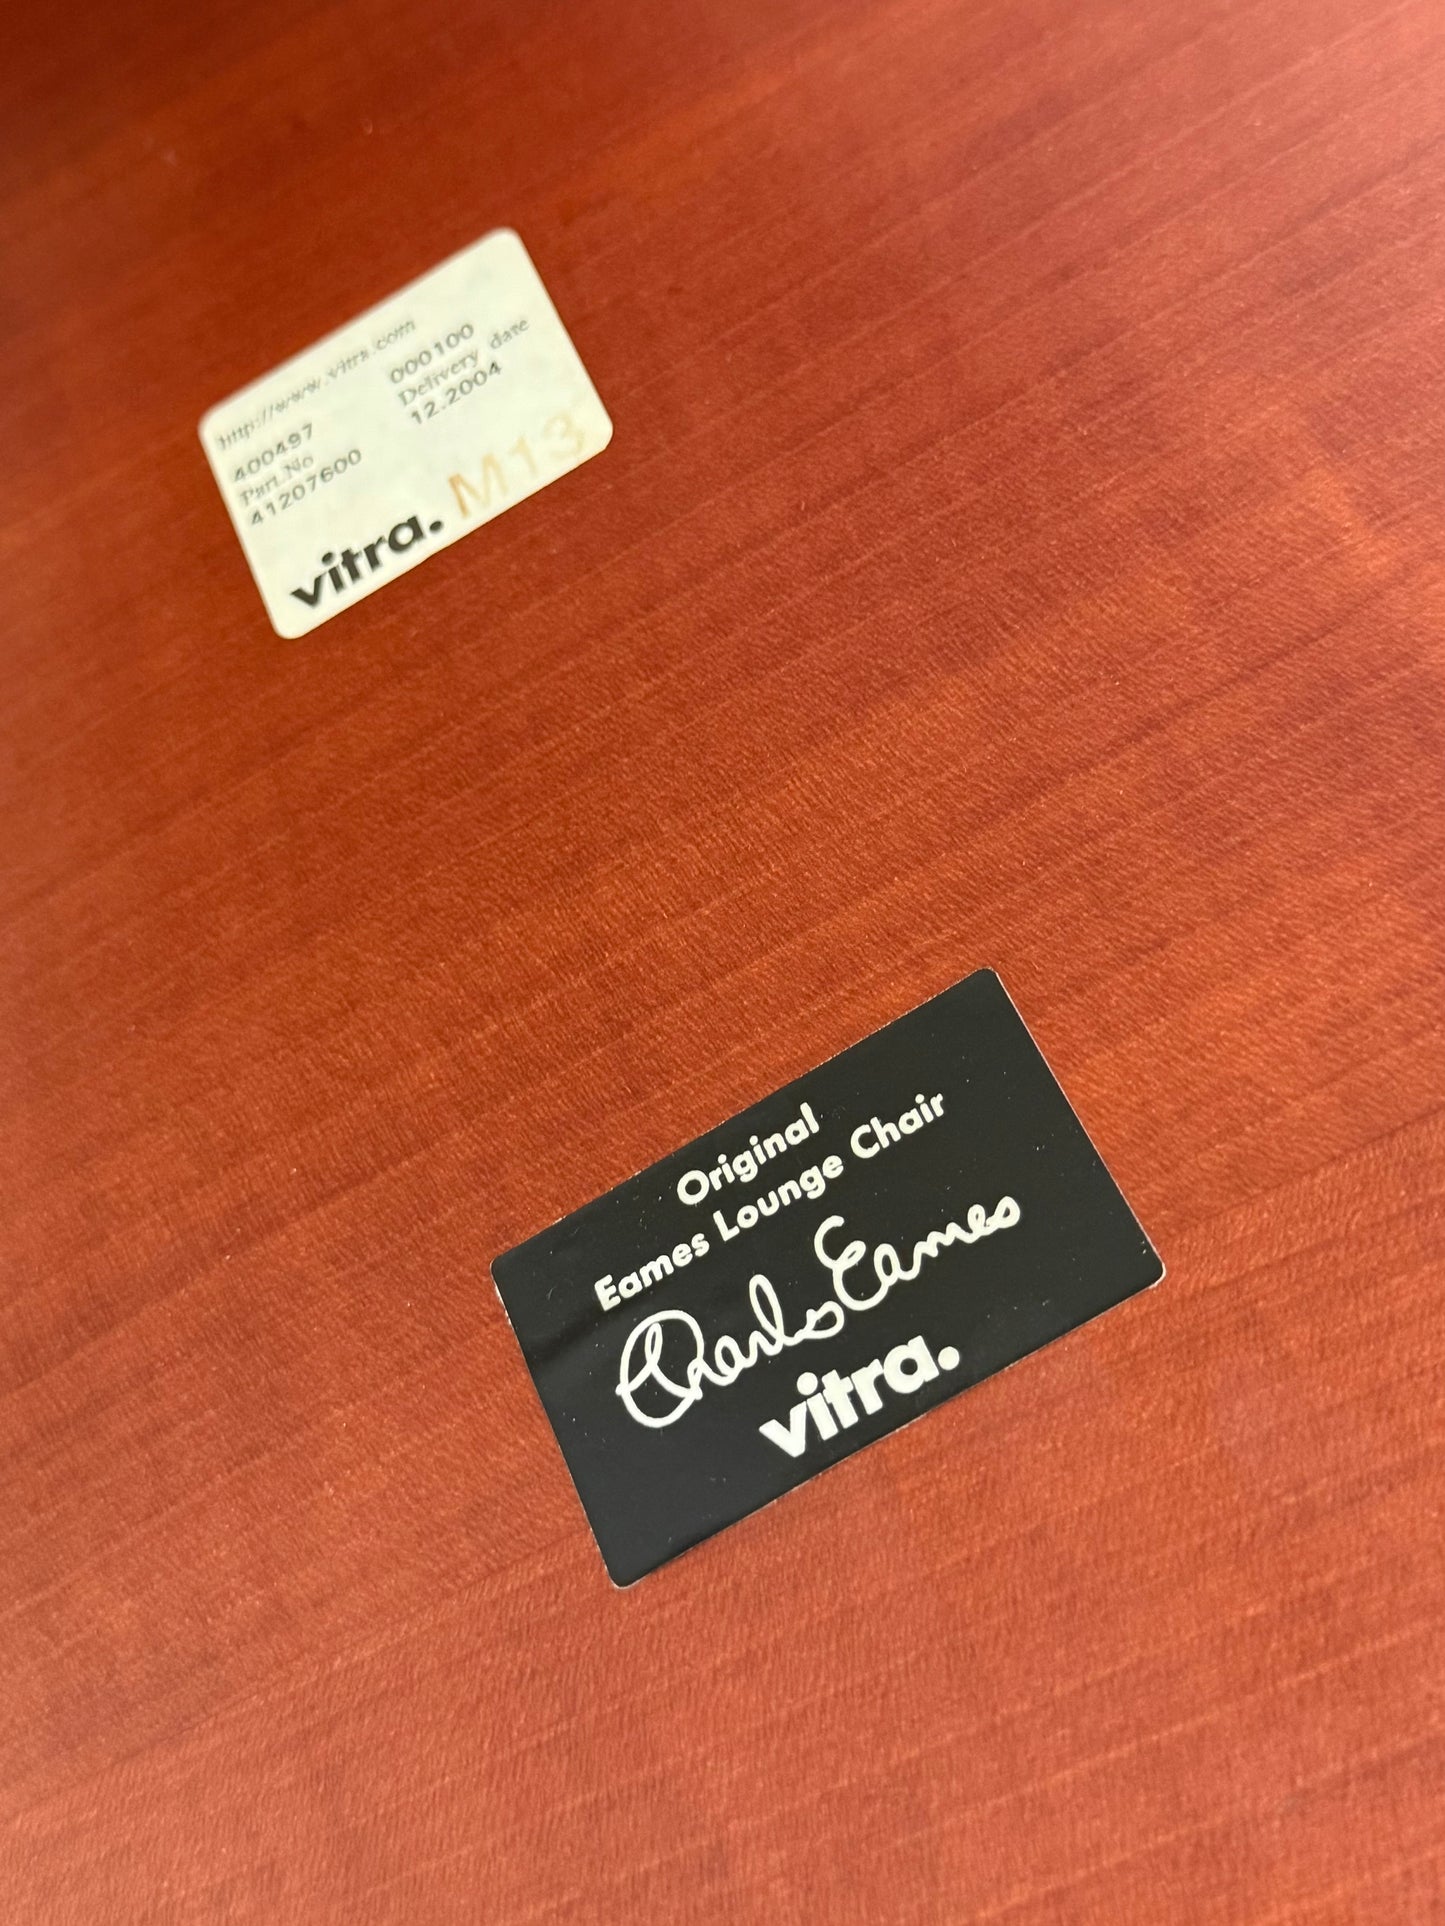 http://www.vitra.com
400497 000100
Part.No Delivery date
41207600 12.2004
vitra. M13
Original
Eames Lounge Chair
Charles Eames
vitra.